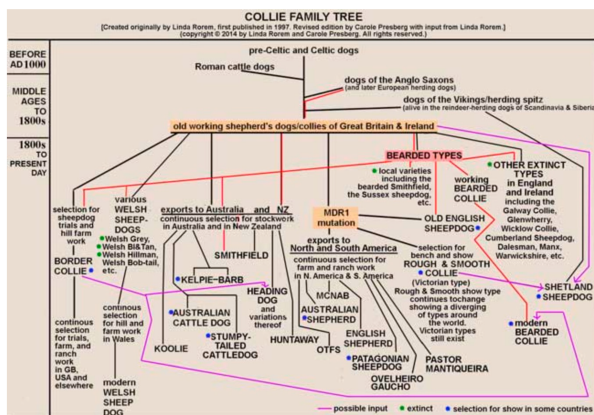 COLLIE FAMILY TREE
[Created originally by Linda Rorem, first published in 1997. Revised edition by Carole Presberg with input from Linda Rorem.]
(copyright © 2014 by Linda Rorem and Carole Presberg. All rights reserved.)
BEFORE
AD1000
pre-Celtic and Celtic dogs
Roman cattle dogs
MIDDLE
AGES
TO
1800s
dogs of the Anglo Saxons
(and later European herding dogs)
dogs of the Vikings/herding spitz
(alive in the reindeer-herding dogs of Scandinavia & Siberia)
old working shepherd's dogs/collies of Great Britain & Ireland
1800s
TO
PRESENT
DAY
BEARDED TYPES
local varieties
including the
bearded Smithfield,
the Sussex sheepdog,
etc.
working
BEARDED
COLLIE
OTHER EXTINCT
TYPES
in England
and Ireland
including the
Galway Collie,
Glenwherry,
Wicklow Collie,
Cumberland Sheepdog,
Dalesman, Manx,
Warwickshire, etc.
selection for
sheepdog
trials and
hill farm
work
BORDER
COLLIE
continuous
selection
for trials,
farm, and
ranch
work
in GB,
USA and
elsewhere
various
WELSH
SHEEP-
DOGS
Welsh Grey,
Welsh Bl&Tan,
Welsh Hillman,
Welsh Bob-tail,
etc.
continuous
selection for
hill and
farm work
in Wales
modern
WELSH
SHEEP
DOG
exports to Australia and NZ
continuous selection for stockwork
in Australia and in New Zealand
SMITHFIELD
KELPIE-BARB
HEADING
DOG
and
variations
thereof
AUSTRALIAN
CATTLE DOG
STUMPY-
TAILED
CATTLEDOG
KOOLIE
HUNTAWAY
MDR1
mutation
OLD ENGLISH
SHEEPDOG
exports to
North and South America
continuous selection for
farm and ranch work
in N. America & S. America
MCNAB
AUSTRALIAN
SHEPHERD
ENGLISH
SHEPHERD
OTFS
PATAGONIAN
SHEEPDOG
OVELHEIRO
GAUCHO
PASTOR
MANTIQUEIRA
selection for
bench and show
ROUGH & SMOOTH
COLLIE
(Victorian type)
Rough & Smooth show type
continues tochange
showing a diverging
of types around
the world.
Victorian types
still exist
SHETLAND
SHEEPDOG
modern
BEARDED
COLLIE
possible input
extinct
selection for show in some countries